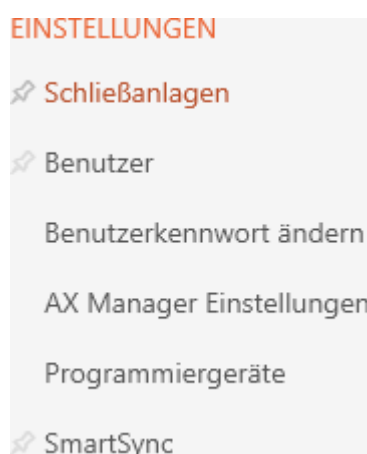 EINSTELLUNGEN
Schließanlagen
Benutzer
Benutzerkennwort ändern
AX Manager Einstellungen
Programmiergeräte
SmartSync